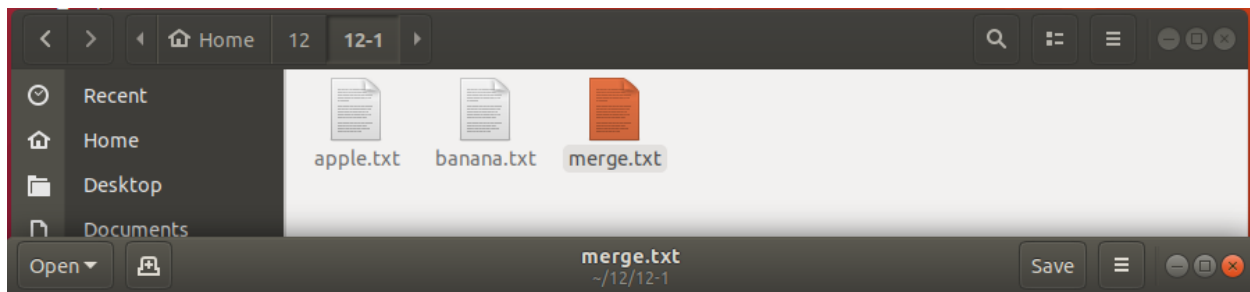 Home 12 12-1
Recent
Home
Desktop
Documents
apple.txt banana.txt merge.txt
Open merge.txt Save
~/12/12-1